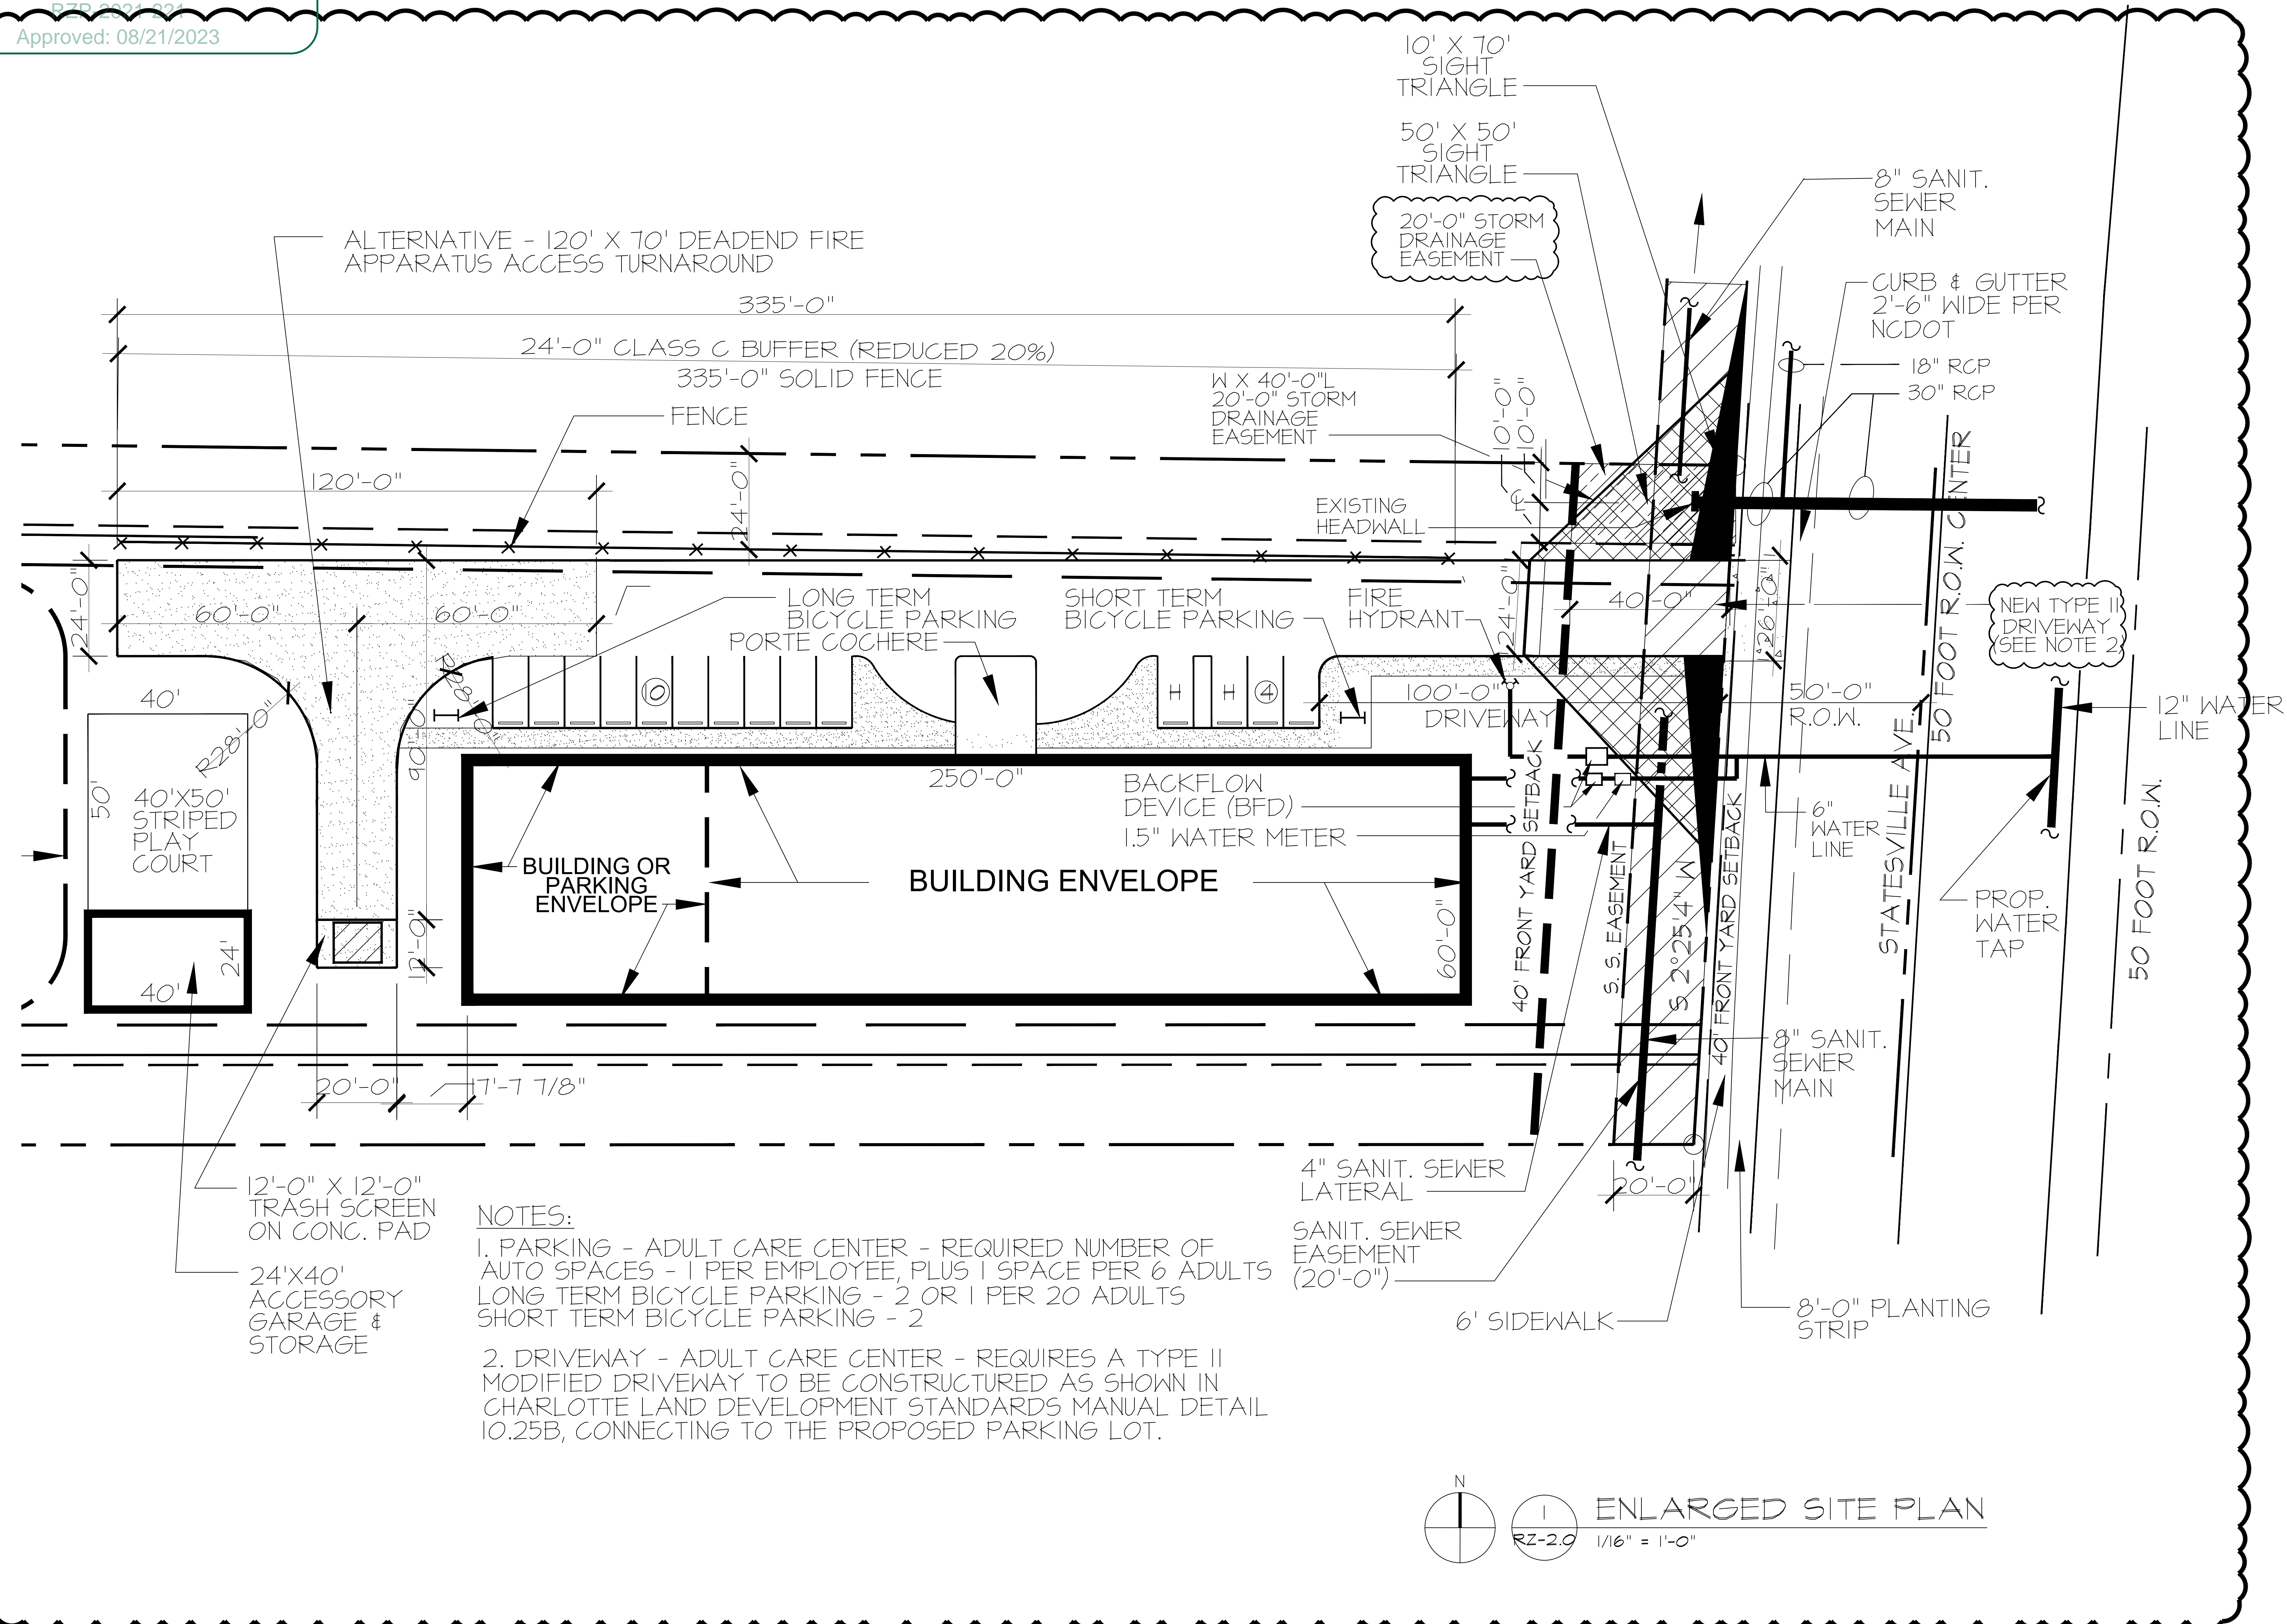 RZP-2021-221
Approved: 08/21/2023
10' X 70'
SIGHT
TRIANGLE
50' X 50'
SIGHT
TRIANGLE
20'-0" STORM
DRAINAGE
EASEMENT
8" SANIT.
SEWER
MAIN
CURB & GUTTER
2'-6" WIDE PER
NCDOT
18" RCP
30" RCP
ALTERNATIVE - 120' X 70' DEADEND FIRE
APPARATUS ACCESS TURNAROUND
335'-0"
24'-0" CLASS C BUFFER (REDUCED 20%)
335'-0" SOLID FENCE
FENCE
W X 40'-0"L
20'-0" STORM
DRAINAGE
EASEMENT
10'-0"
10'-0"
120'-0"
24'-0"
EXISTING
HEADWALL
24'-0"
60'-0"
60'-0"
LONG TERM
BICYCLE PARKING
PORTE COCHERE
SHORT TERM
BICYCLE PARKING
FIRE
HYDRANT
24'-0"
40'-0"
26'-0"
NEW TYPE II
DRIVEWAY
(SEE NOTE 2
R28'-0"
R28'-0"
90'-0"
10
H
H
4
100'-0"
DRIVEWAY
50'-0"
R.O.W.
50 FOOT R.O.W. CENTER
12" WATER
LINE
40'
50'
40'X50'
STRIPED
PLAY
COURT
250'-0"
BACKFLOW
DEVICE (BFD)
1.5" WATER METER
6"
WATER
LINE
BUILDING OR
PARKING
ENVELOPE
BUILDING ENVELOPE
60'-0"
40' FRONT YARD SETBACK
S. S. EASEMENT
S 2°25'4" W
40' FRONT YARD SETBACK
STATESVILLE AVE.
PROP.
WATER
TAP
50 FOOT R.O.W.
24'
40'
12'-0"
20'-0"
17'-7 7/8"
8" SANIT.
SEWER
MAIN
12'-0" X 12'-0"
TRASH SCREEN
ON CONC. PAD
24'X40'
ACCESSORY
GARAGE &
STORAGE
4" SANIT. SEWER
LATERAL
20'-0"
SANIT. SEWER
EASEMENT
(20'-0")
6' SIDEWALK
8'-0" PLANTING
STRIP
NOTES:
1. PARKING - ADULT CARE CENTER - REQUIRED NUMBER OF
AUTO SPACES - 1 PER EMPLOYEE, PLUS 1 SPACE PER 6 ADULTS
LONG TERM BICYCLE PARKING - 2 OR 1 PER 20 ADULTS
SHORT TERM BICYCLE PARKING - 2
2. DRIVEWAY - ADULT CARE CENTER - REQUIRES A TYPE II
MODIFIED DRIVEWAY TO BE CONSTRUCTURED AS SHOWN IN
CHARLOTTE LAND DEVELOPMENT STANDARDS MANUAL DETAIL
10.25B, CONNECTING TO THE PROPOSED PARKING LOT.
N
1
RZ-2.0
ENLARGED SITE PLAN
1/16" = 1'-0"